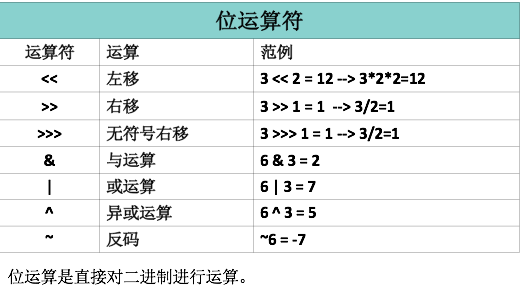 位运算符
运算符 运算 范例
<< 左移 3 << 2 = 12 --> 3*2*2=12
>> 右移 3 >> 1 = 1 --> 3/2=1
>>> 无符号右移 3 >>> 1 = 1 --> 3/2=1
& 与运算 6 & 3 = 2
| 或运算 6 | 3 = 7
^ 异或运算 6 ^ 3 = 5
~ 反码 ~6 = -7
位运算是直接对二进制进行运算。